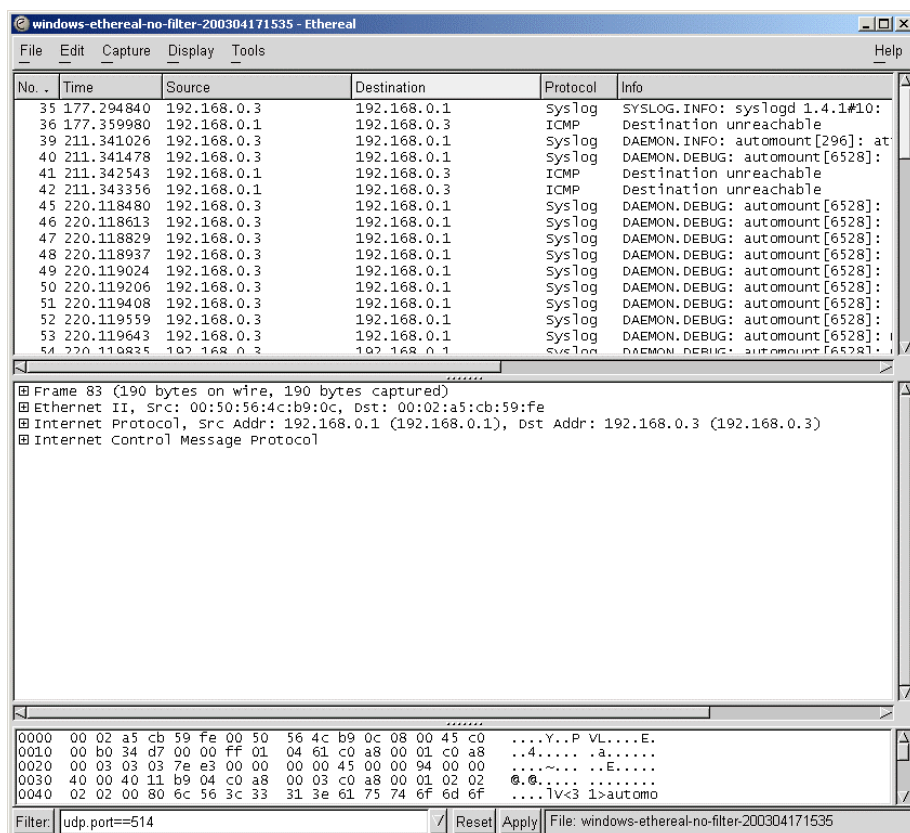 windows-ethereal-no-filter-200304171535 - Ethereal
File Edit Capture Display Tools Help
No. . Time Source Destination Protocol Info
35 177.294840 192.168.0.3 192.168.0.1 Syslog SYSLOG.INFO: syslogd 1.4.1#10:
36 177.359980 192.168.0.1 192.168.0.3 ICMP Destination unreachable
39 211.341026 192.168.0.3 192.168.0.1 Syslog DAEMON.INFO: automount[296]: at
40 211.341478 192.168.0.3 192.168.0.1 Syslog DAEMON.DEBUG: automount[6528]:
41 211.342543 192.168.0.1 192.168.0.3 ICMP Destination unreachable
42 211.343356 192.168.0.1 192.168.0.3 ICMP Destination unreachable
45 220.118480 192.168.0.3 192.168.0.1 Syslog DAEMON.DEBUG: automount[6528]:
46 220.118613 192.168.0.3 192.168.0.1 Syslog DAEMON.DEBUG: automount[6528]:
47 220.118829 192.168.0.3 192.168.0.1 Syslog DAEMON.DEBUG: automount[6528]:
48 220.118937 192.168.0.3 192.168.0.1 Syslog DAEMON.DEBUG: automount[6528]:
49 220.119024 192.168.0.3 192.168.0.1 Syslog DAEMON.DEBUG: automount[6528]:
50 220.119206 192.168.0.3 192.168.0.1 Syslog DAEMON.DEBUG: automount[6528]:
51 220.119408 192.168.0.3 192.168.0.1 Syslog DAEMON.DEBUG: automount[6528]:
52 220.119559 192.168.0.3 192.168.0.1 Syslog DAEMON.DEBUG: automount[6528]:
53 220.119643 192.168.0.3 192.168.0.1 Syslog DAEMON.DEBUG: automount[6528]:
54 220.119835 192.168.0.3 192.168.0.1 Syslog DAEMON.DEBUG: automount[6528]:
Frame 83 (190 bytes on wire, 190 bytes captured)
Ethernet II, Src: 00:50:56:4c:b9:0c, Dst: 00:02:a5:cb:59:fe
Internet Protocol, Src Addr: 192.168.0.1 (192.168.0.1), Dst Addr: 192.168.0.3 (192.168.0.3)
Internet Control Message Protocol
0000 00 02 a5 cb 59 fe 00 50 56 4c b9 0c 08 00 45 c0 ....Y..P VL....E.
0010 00 b0 34 d7 00 00 ff 01 04 61 c0 a8 00 01 c0 a8 ..4..... .a......
0020 00 03 03 03 7e e3 00 00 00 00 45 00 00 94 00 00 ....~... ..E.....
0030 40 00 40 11 b9 04 c0 a8 00 03 c0 a8 00 01 02 02 @.@..... ........
0040 02 02 00 80 6c 56 3c 33 31 3e 61 75 74 6f 6d 6f ....lV<3 1>automo
Filter: udp.port==514 Reset Apply File: windows-ethereal-no-filter-200304171535